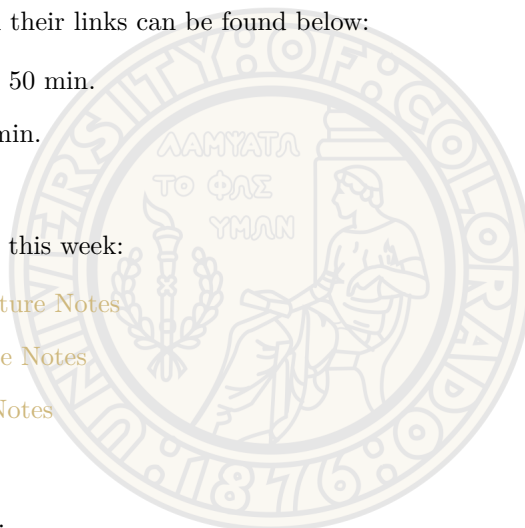 their links can be found below:
50 min.
min.
this week:
ture Notes
e Notes
Notes
UNIVERSITY·OF·COLORADO·
·1876·
ΛΑΜΨΑΤΩ
ΤΟ ΦΩΣ
ΥΜΩΝ